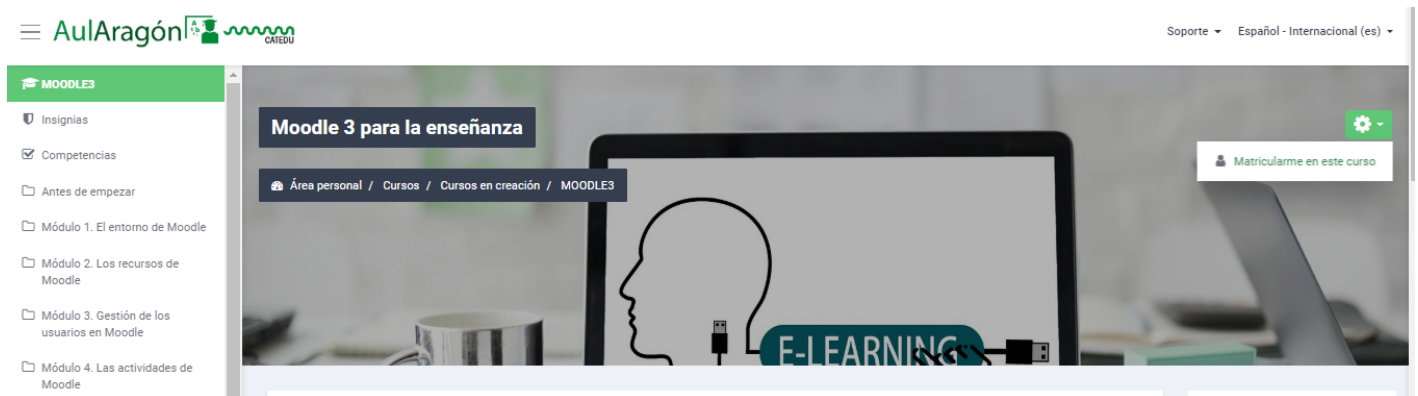 AulAragón
CATEDU
Soporte
Español - Internacional (es)
MOODLE3
Insignias
Competencias
Antes de empezar
Módulo 1. El entorno de Moodle
Módulo 2. Los recursos de
Moodle
Módulo 3. Gestión de los
usuarios en Moodle
Módulo 4. Las actividades de
Moodle
Moodle 3 para la enseñanza
Área personal / Cursos / Cursos en creación / MOODLE3
Matricularme en este curso
E-LEARNING